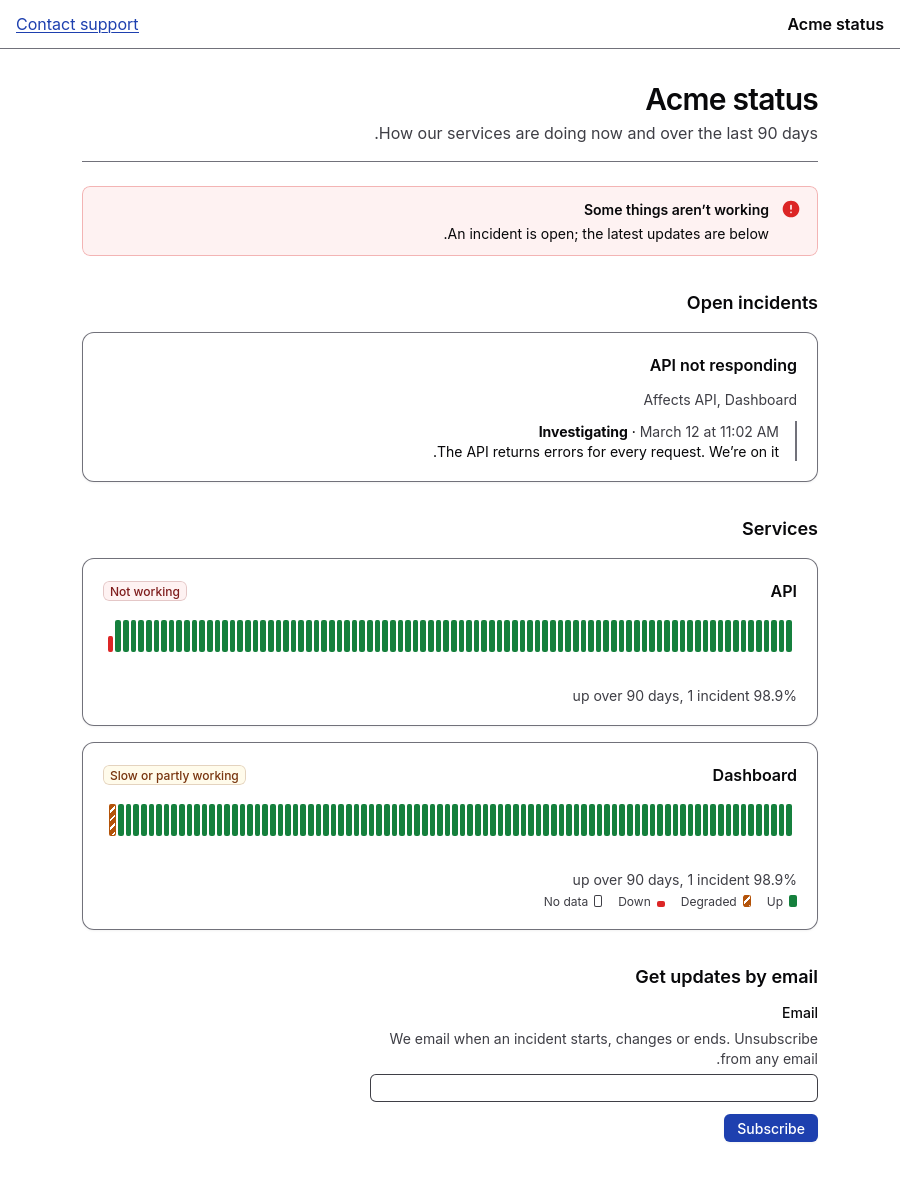 Acme status
Contact support
Acme status
How our services are doing now and over the last 90 days.
Some things aren’t working
An incident is open; the latest updates are below.
Open incidents
API not responding
Affects API, Dashboard
Investigating · March 12 at 11:02 AM
The API returns errors for every request. We’re on it.
Services
API
Not working
98.9% up over 90 days, 1 incident
Dashboard
Slow or partly working
98.9% up over 90 days, 1 incident
Up
Degraded
Down
No data
Get updates by email
Email
We email when an incident starts, changes or ends. Unsubscribe
from any email.
Subscribe